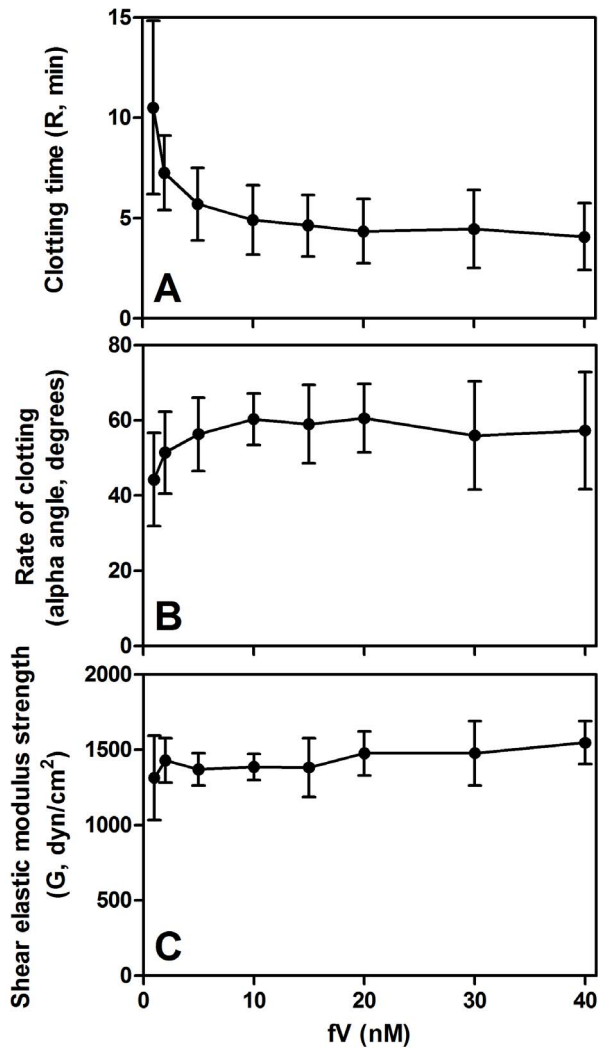 Clotting time (R, min)
15
10
5
0
A
Rate of clotting
(alpha angle, degrees)
80
60
40
20
0
B
Shear elastic modulus strength
(G, dyn/cm²)
2000
1500
1000
500
0
C
0 10 20 30 40
fV (nM)